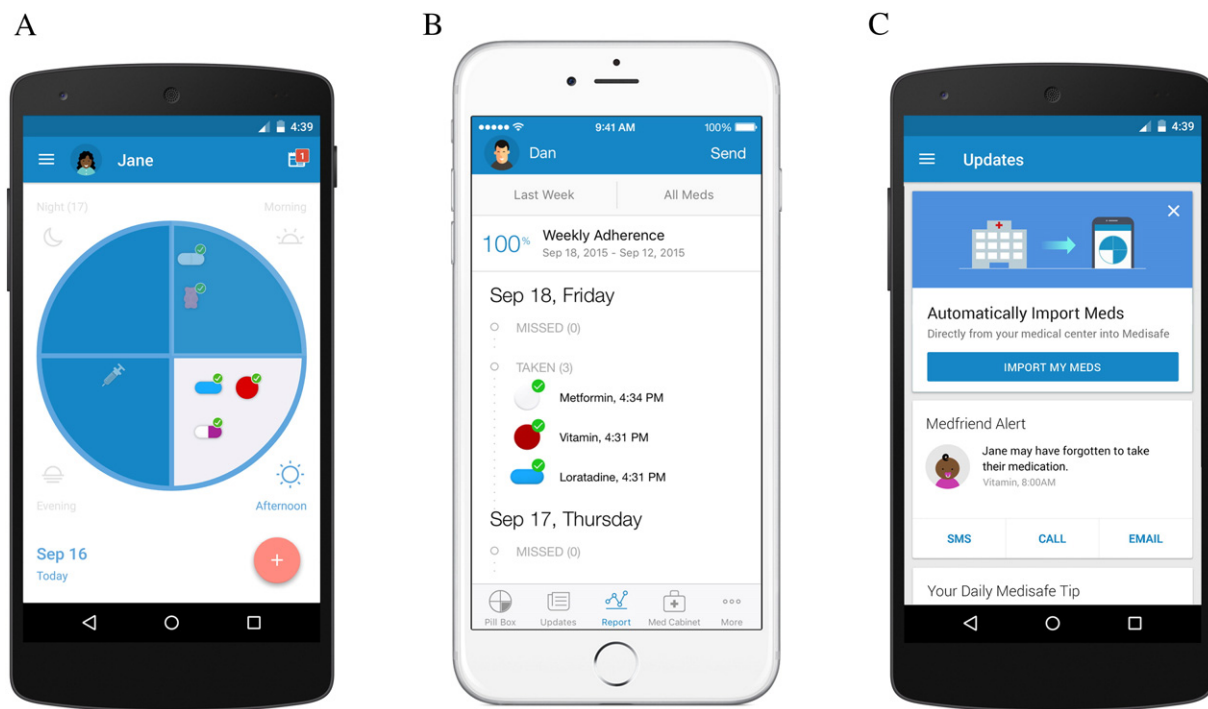 A
4:39
Jane
1
Night (17)
Morning
Evening
Afternoon
Sep 16
Today
+
B
9:41 AM
100%
Dan
Send
Last Week
All Meds
100%
Weekly Adherence
Sep 18, 2015 - Sep 12, 2015
Sep 18, Friday
MISSED (0)
TAKEN (3)
Metformin, 4:34 PM
Vitamin, 4:31 PM
Loratadine, 4:31 PM
Sep 17, Thursday
MISSED (0)
Pill Box
Updates
Report
Med Cabinet
More
C
4:39
Updates
Automatically Import Meds
Directly from your medical center into Medisafe
IMPORT MY MEDS
Medfriend Alert
Jane may have forgotten to take
their medication.
Vitamin, 8:00AM
SMS
CALL
EMAIL
Your Daily Medisafe Tip